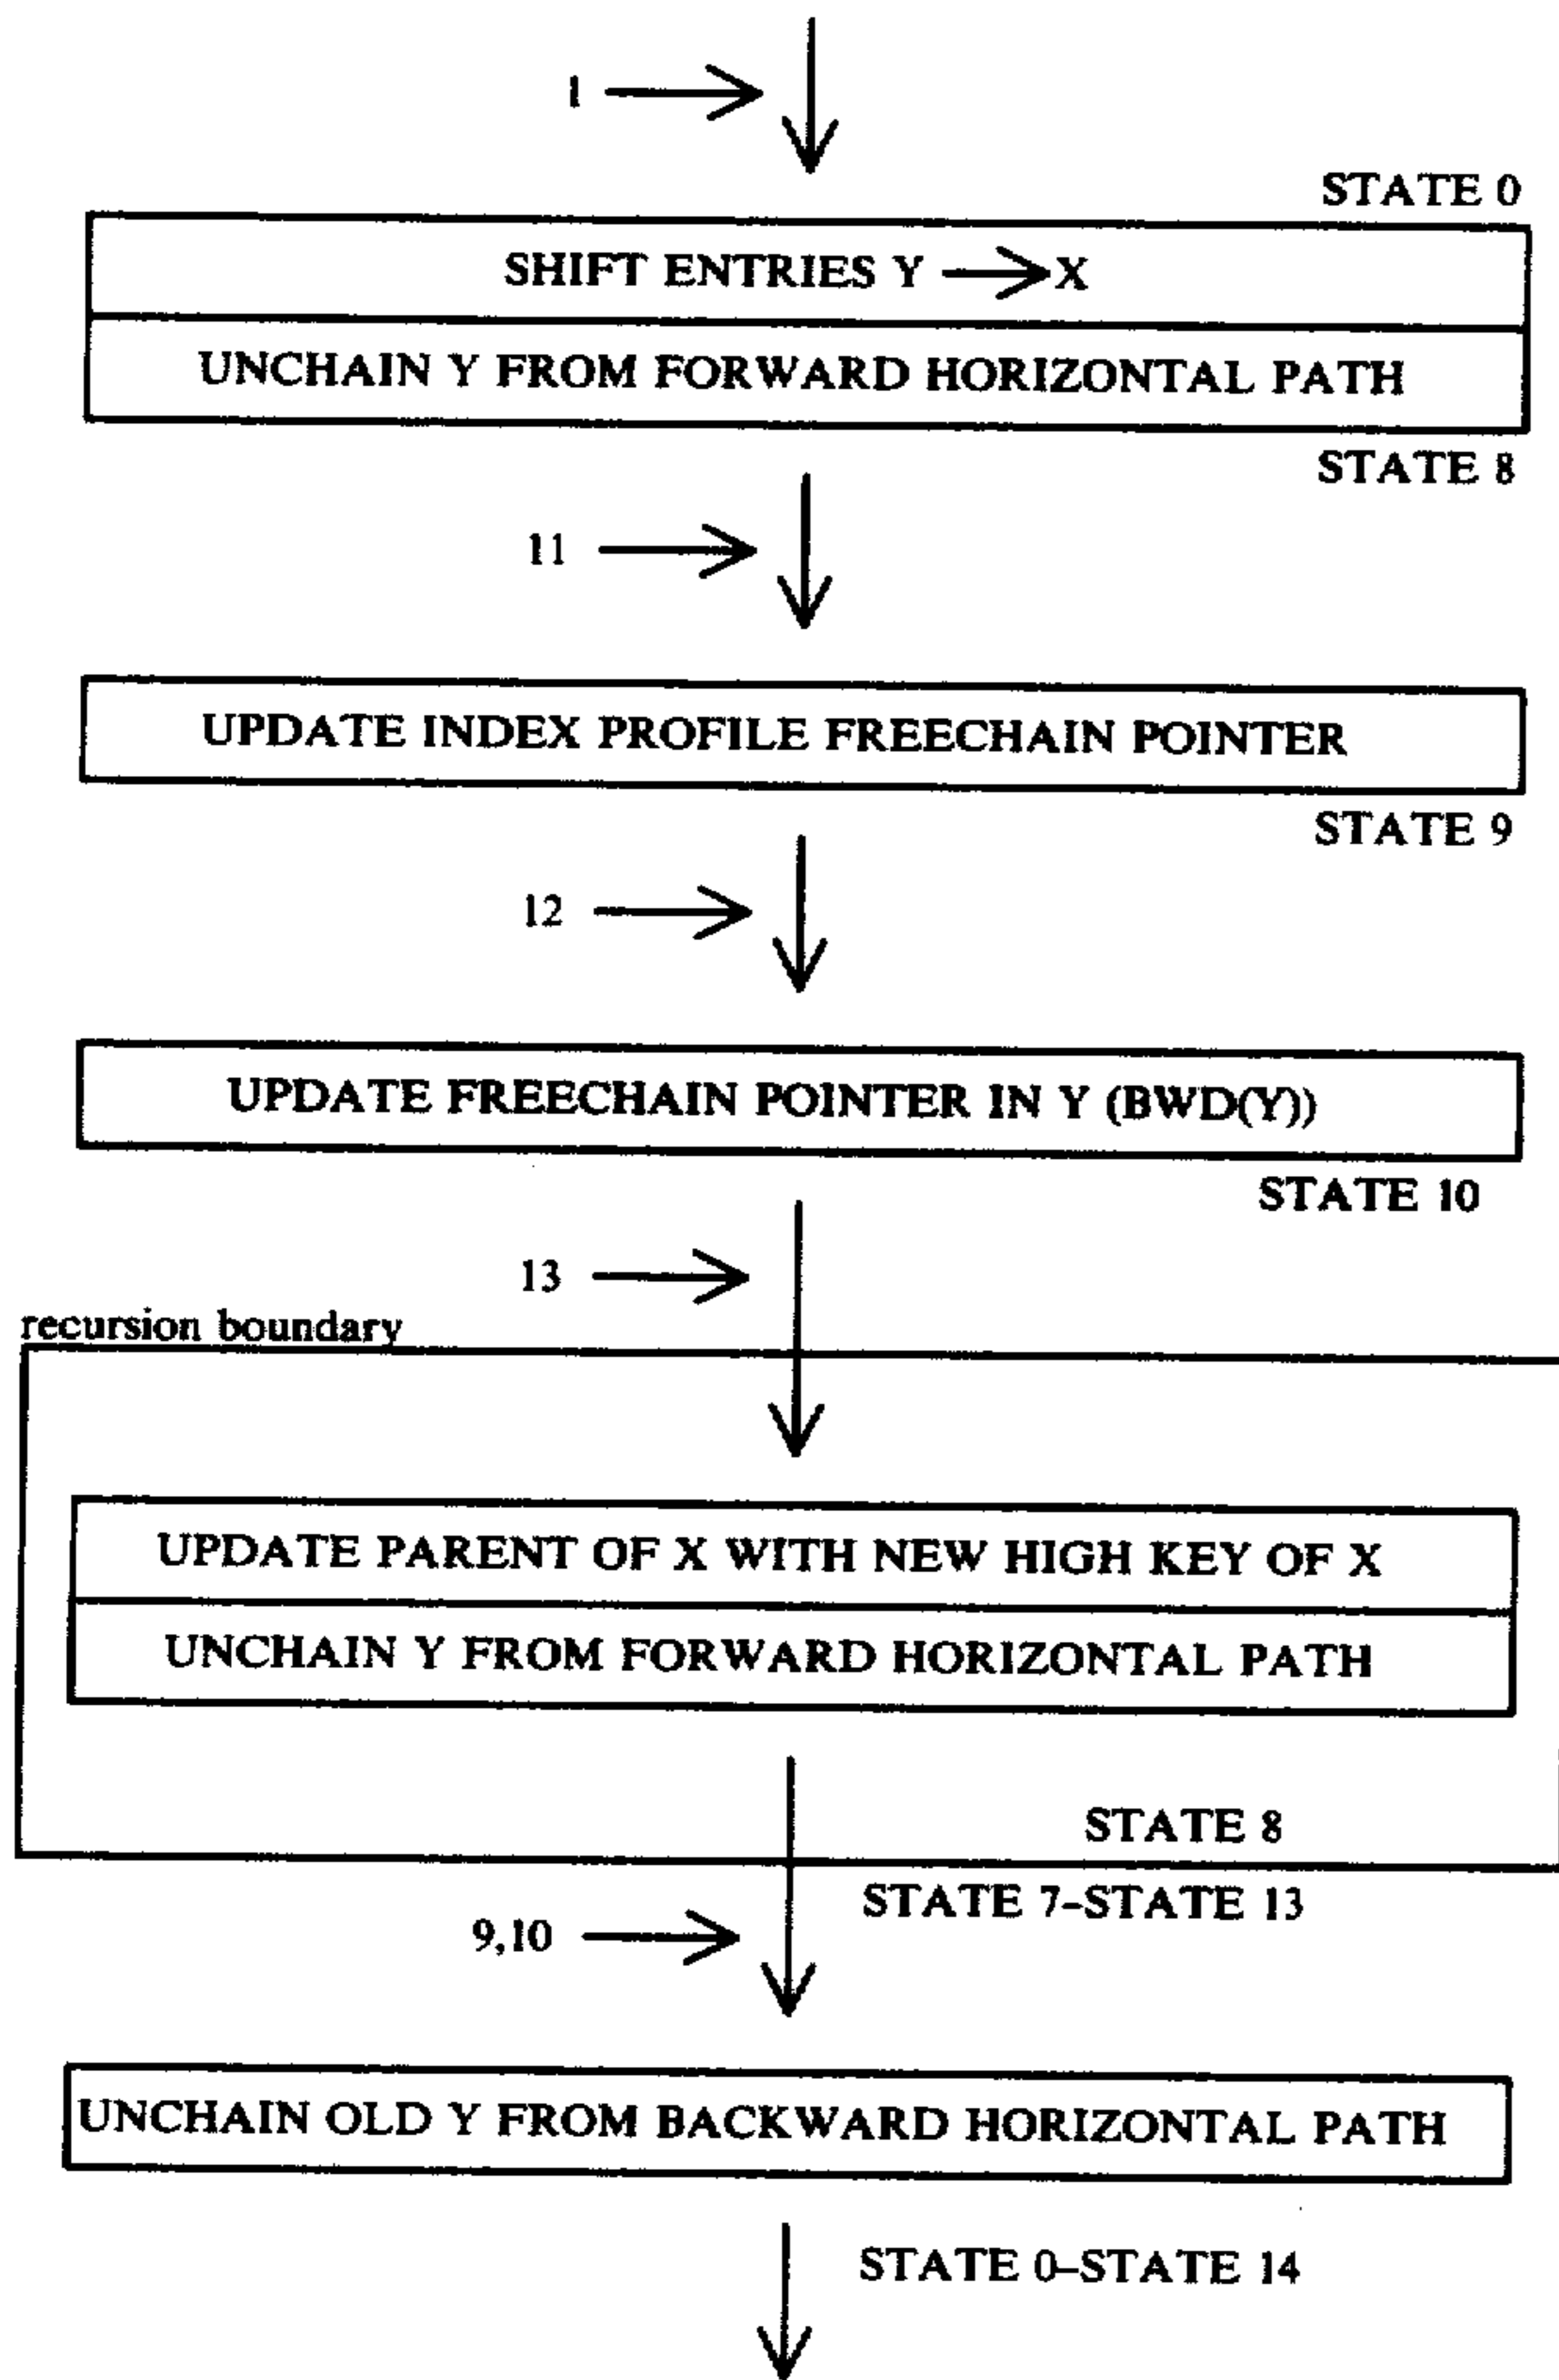 1
STATE 0
SHIFT ENTRIES Y → X
UNCHAIN Y FROM FORWARD HORIZONTAL PATH
STATE 8
11
UPDATE INDEX PROFILE FREECHAIN POINTER
STATE 9
12
UPDATE FREECHAIN POINTER IN Y (BWD(Y))
STATE 10
13
recursion boundary
UPDATE PARENT OF X WITH NEW HIGH KEY OF X
UNCHAIN Y FROM FORWARD HORIZONTAL PATH
STATE 8
STATE 7–STATE 13
9,10
UNCHAIN OLD Y FROM BACKWARD HORIZONTAL PATH
STATE 0–STATE 14